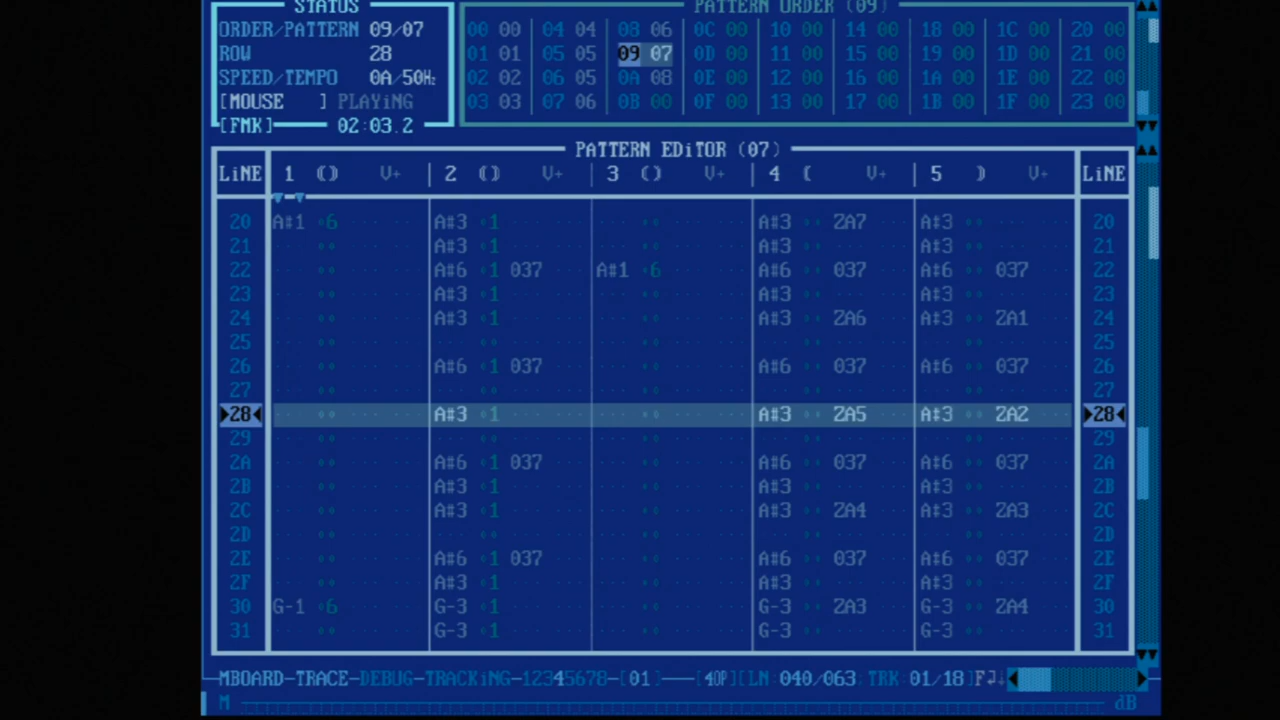 STATUS PATTERN ORDER (09)
ORDER/PATTERN 09/07 00 00 04 04 08 06 0C 00 10 00 14 00 18 00 1C 00 20 00
ROW 28 01 01 05 05 09 07 0D 00 11 00 15 00 19 00 1D 00 21 00
SPEED/TEMPO 0A/50Hz 02 02 06 05 0A 08 0E 00 12 00 16 00 1A 00 1E 00 22 00
[MOUSE ] PLAYiNG 03 03 07 06 0B 00 0F 00 13 00 17 00 1B 00 1F 00 23 00
[FMK] 02:03.2
PATTERN EDiTOR (07)
LiNE 1 () V+ 2 () V+ 3 () V+ 4 ( V+ 5 ) V+ LiNE
20 A#1 6 A#3 1 A#3 ZA7 A#3 20
21 A#3 1 A#3 A#3 21
22 A#6 1 037 A#1 6 A#6 037 A#6 037 22
23 A#3 1 A#3 A#3 23
24 A#3 1 A#3 ZA6 A#3 ZA1 24
25 25
26 A#6 1 037 A#6 037 A#6 037 26
27 27
28 A#3 1 A#3 ZA5 A#3 ZA2 28
29 29
2A A#6 1 037 A#6 037 A#6 037 2A
2B A#3 1 A#3 A#3 2B
2C A#3 1 A#3 ZA4 A#3 ZA3 2C
2D 2D
2E A#6 1 037 A#6 037 A#6 037 2E
2F A#3 1 A#3 A#3 2F
30 G-1 6 G-3 1 G-3 ZA3 G-3 ZA4 30
31 G-3 1 G-3 G-3 31
MBOARD-TRACE-DEBUG-TRACKiNG-12345678-[01]——[4OP][LN:040/063 TRK:01/18]
M dB